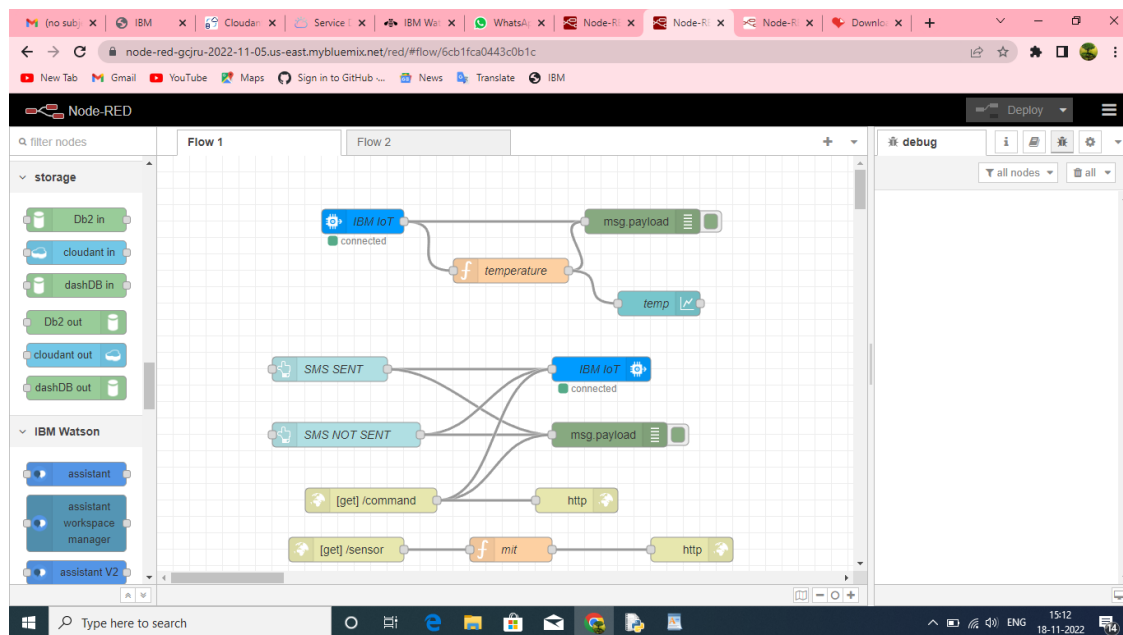 M (no subj
IBM
Cloudan
Service D
IBM Wat
WhatsAp
Node-RE
Node-RE
Node-RE
Downlo
node-red-gcjru-2022-11-05.us-east.mybluemix.net/red/#flow/6cb1fca0443c0b1c
New Tab Gmail YouTube Maps Sign in to GitHub ·... News Translate IBM
Node-RED Deploy
filter nodes Flow 1 Flow 2 debug
all nodes all
storage
Db2 in
cloudant in
dashDB in
Db2 out
cloudant out
dashDB out
IBM Watson
assistant
assistant
workspace
manager
assistant V2
IBM IoT
connected
msg.payload
temperature
temp
SMS SENT
IBM IoT
connected
SMS NOT SENT
msg.payload
[get] /command
http
[get] /sensor
mit
http
Type here to search
ENG
15:12
18-11-2022
14